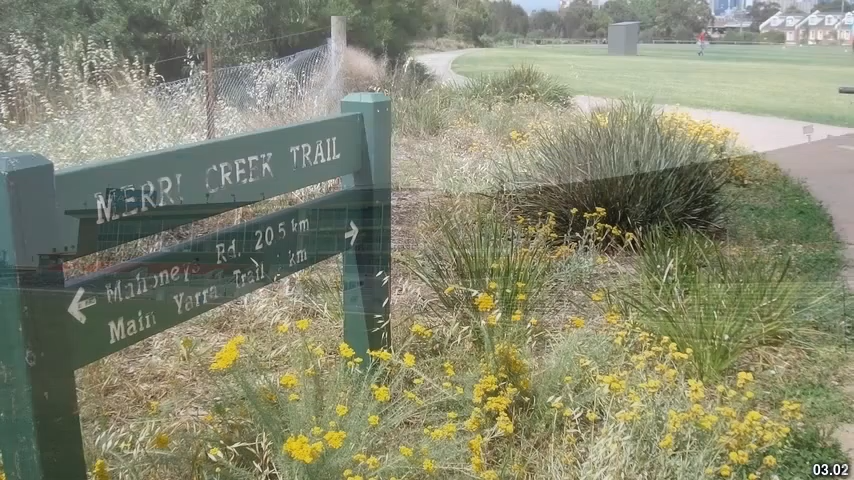 MERRI CREEK TRAIL
Mahoneys Rd. 20.5 km
Main Yarra Trail km
03.02